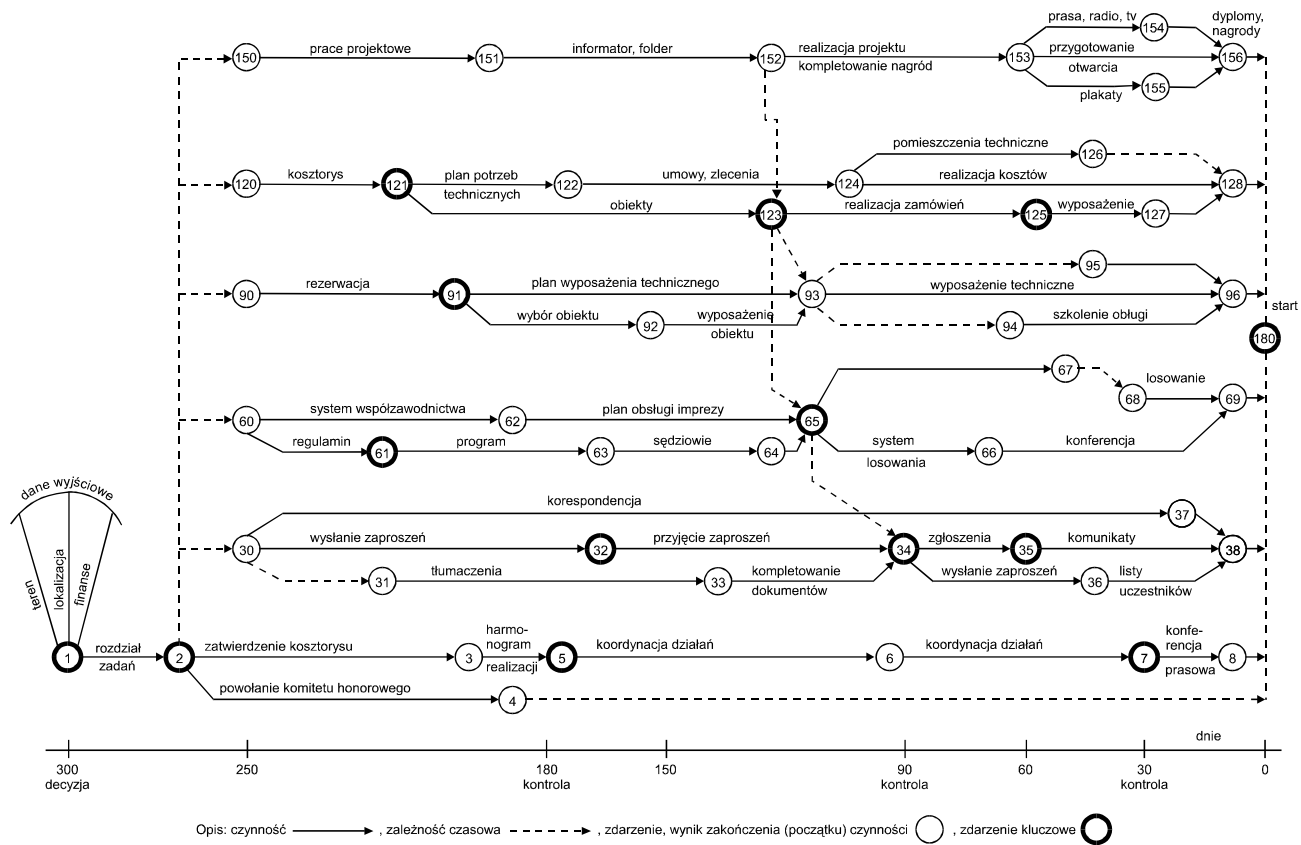 prasa, radio, tv
154
dyplomy,
nagrody
150
prace projektowe
151
informator, folder
152
realizacja projektu
kompletowanie nagród
153
przygotowanie
otwarcia
156
plakaty
155
pomieszczenia techniczne
126
120
kosztorys
121
plan potrzeb
technicznych
122
umowy, zlecenia
124
realizacja kosztów
128
obiekty
123
realizacja zamówień
125
wyposażenie
127
95
90
rezerwacja
91
plan wyposażenia technicznego
93
wyposażenie techniczne
96
wybór obiektu
92
wyposażenie
obiektu
94
szkolenie obługi
start
180
67
losowanie
68
69
60
system współzawodnictwa
62
plan obsługi imprezy
65
regulamin
61
program
63
sędziowie
64
system
losowania
66
konferencja
dane wyjściowe
teren
lokalizacja
finanse
korespondencja
37
30
wysłanie zaproszeń
32
przyjęcie zaproszeń
34
zgłoszenia
35
komunikaty
38
31
tłumaczenia
33
kompletowanie
dokumentów
wysłanie zaproszeń
36
listy
uczestników
1
rozdział
zadań
2
zatwierdzenie kosztorysu
3
harmo-
nogram
realizacji
5
koordynacja działań
6
koordynacja działań
7
konfe-
rencja
prasowa
8
powołanie komitetu honorowego
4
dnie
300
decyzja
250
180
kontrola
150
90
kontrola
60
30
kontrola
0
Opis: czynność , zależność czasowa , zdarzenie, wynik zakończenia (początku) czynności , zdarzenie kluczowe